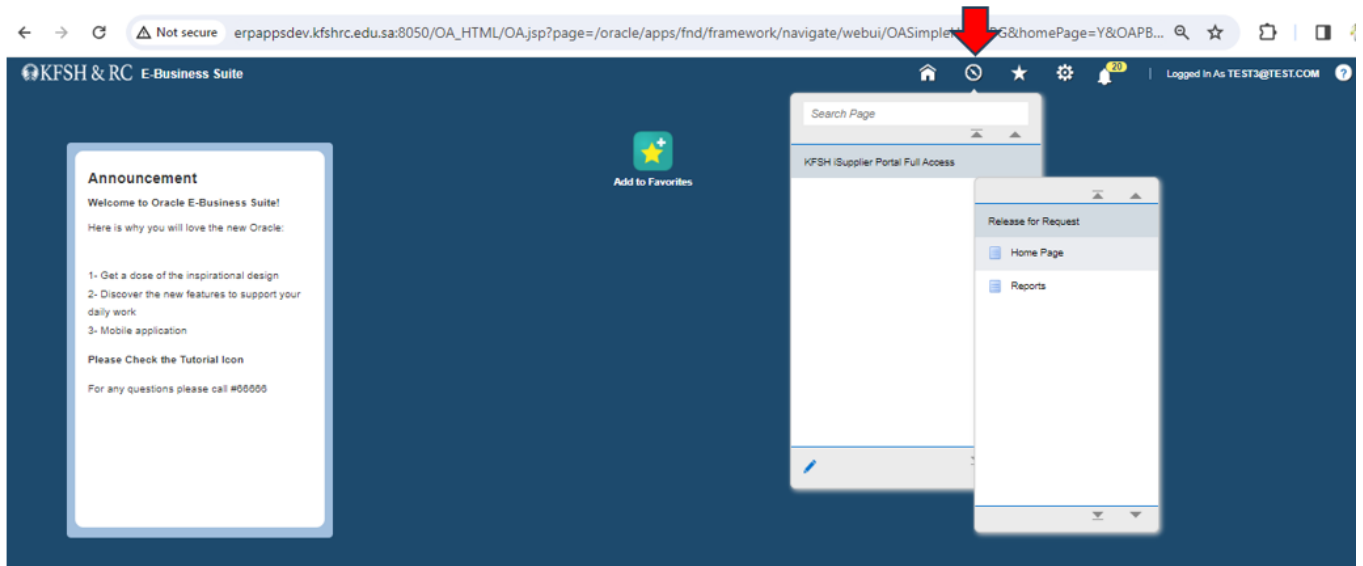 Not secure
erpappsdev.kfshrc.edu.sa:8050/OA_HTML/OA.jsp?page=/oracle/apps/fnd/framework/navigate/webui/OASimple G&homePage=Y&OAPB...
KFSH & RC E-Business Suite
20
Logged In As TEST3@TEST.COM ?
Search Page
KFSH iSupplier Portal Full Access
Release for Request
Home Page
Reports
Add to Favorites
Announcement
Welcome to Oracle E-Business Suite!
Here is why you will love the new Oracle:
1- Get a dose of the inspirational design
2- Discover the new features to support your
daily work
3- Mobile application
Please Check the Tutorial Icon
For any questions please call #66666